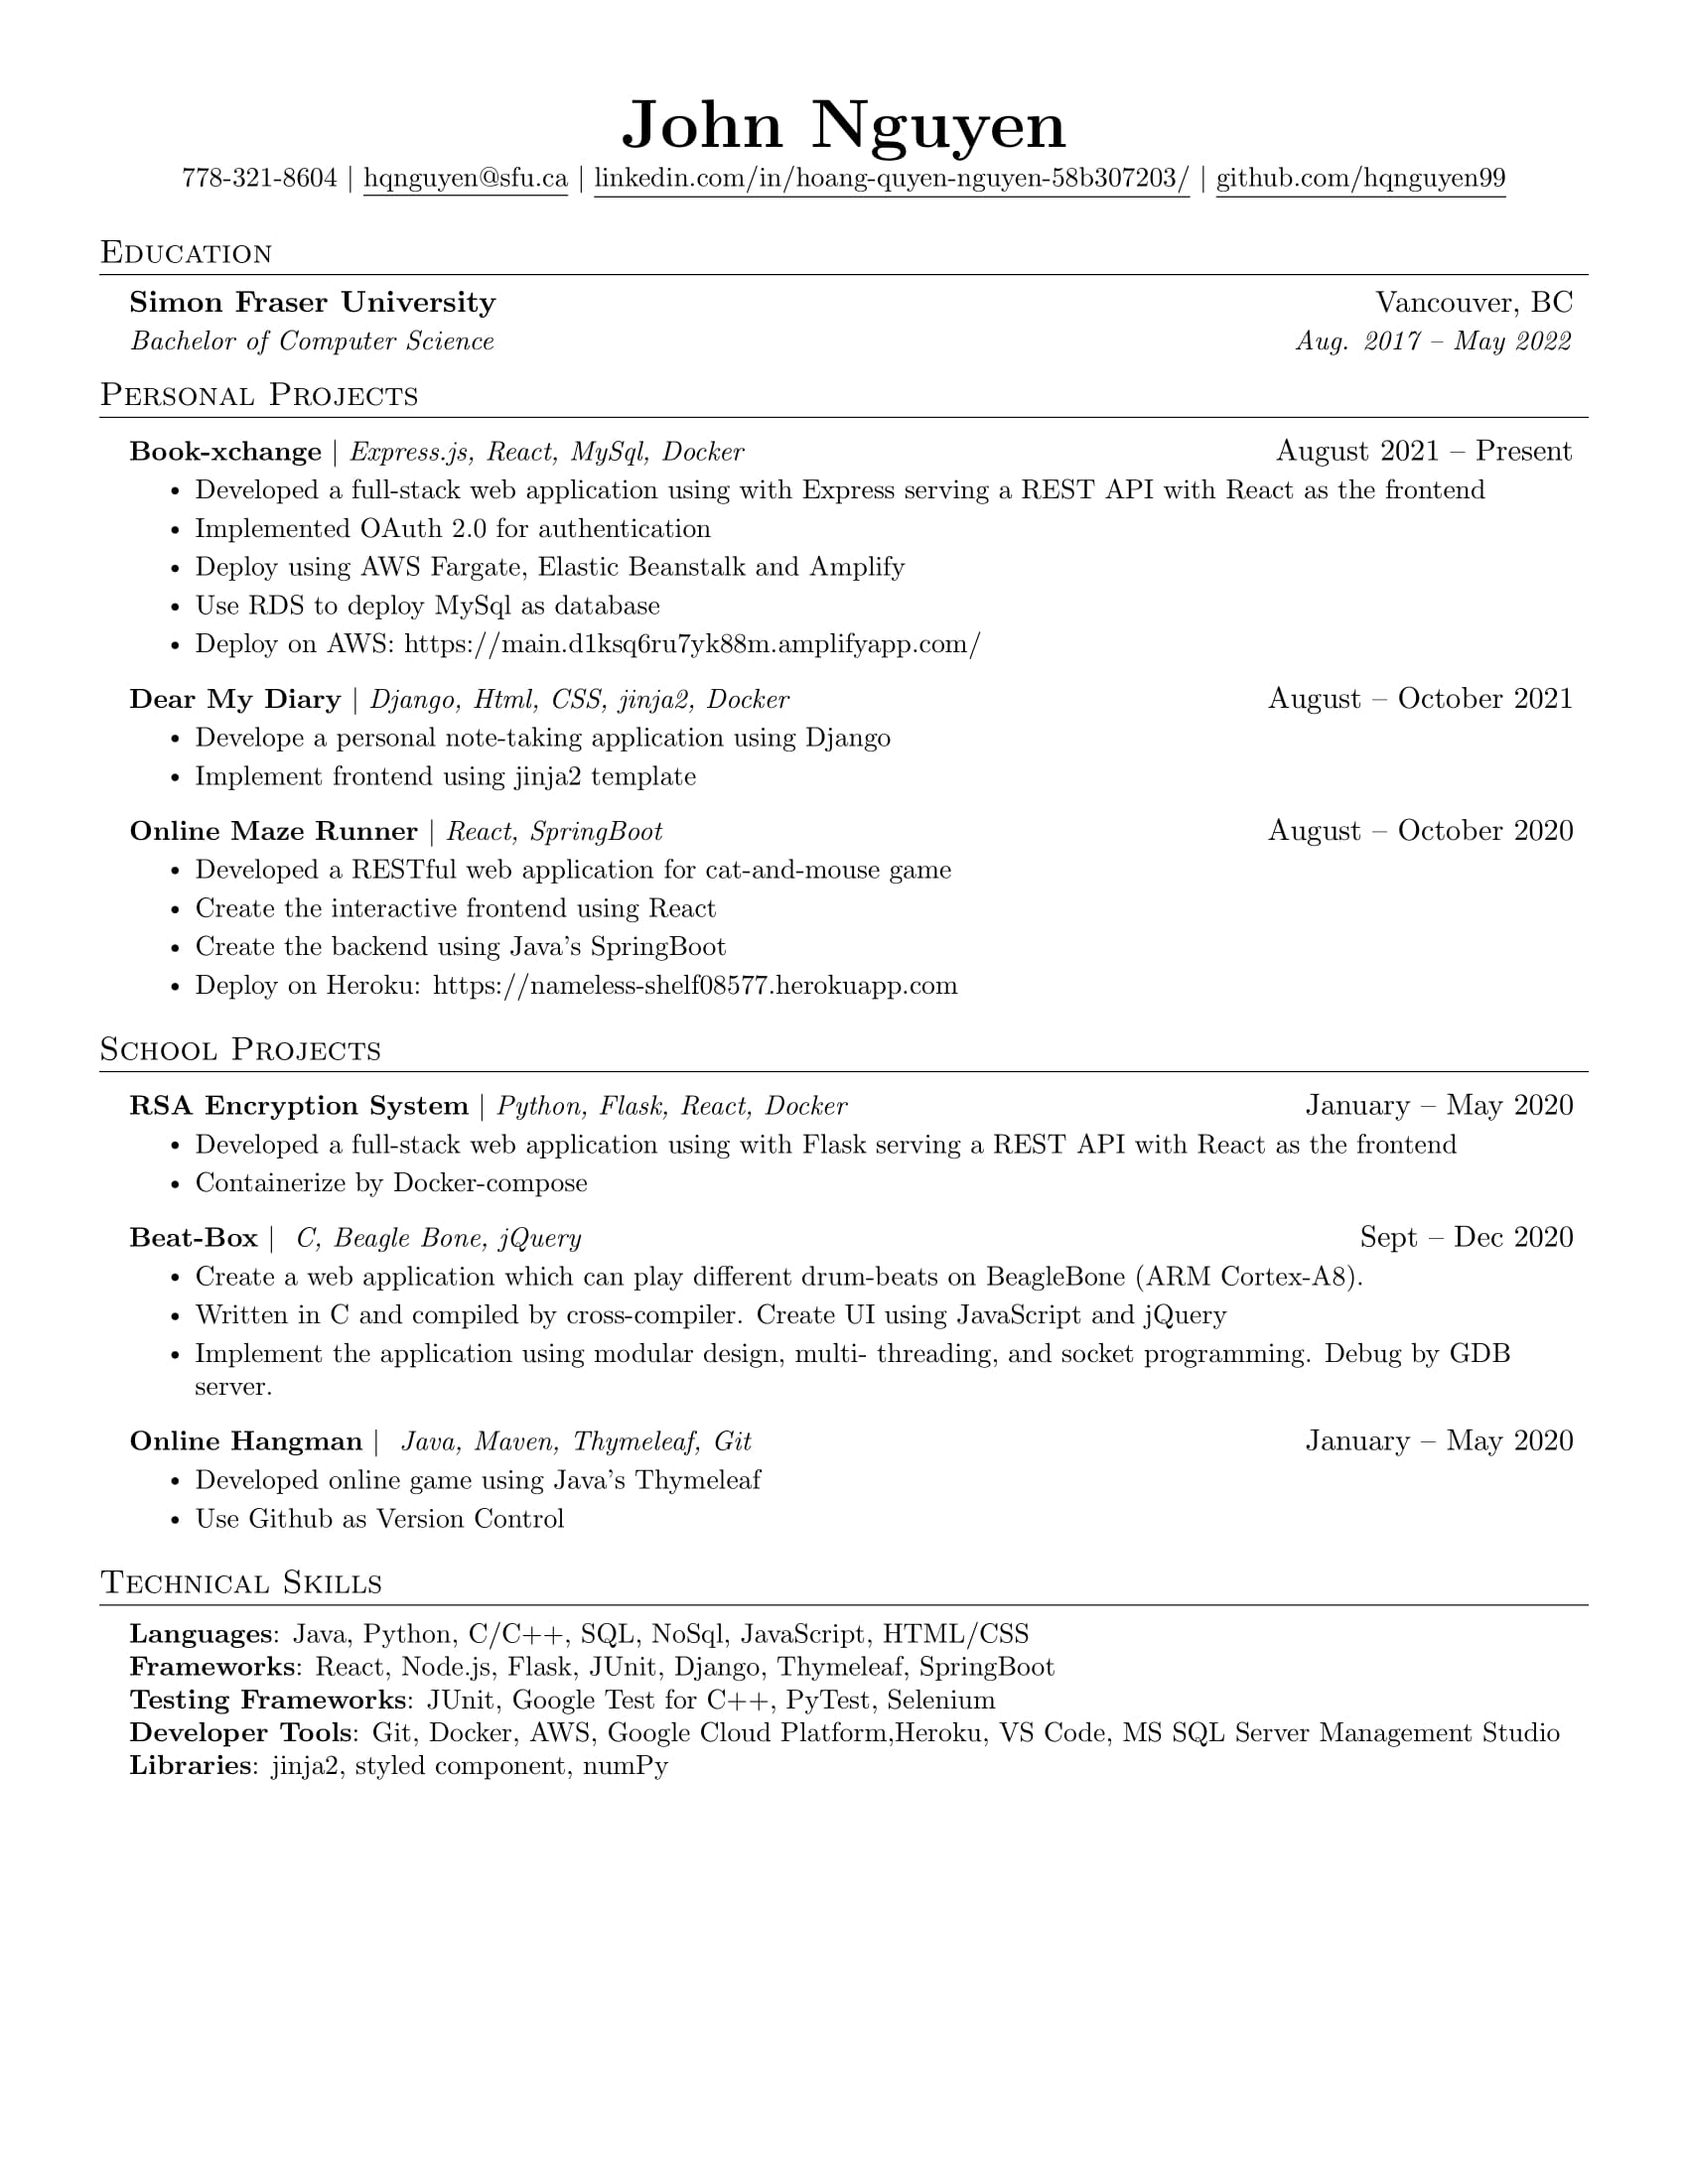 John Nguyen
778-321-8604 | hqnguyen@sfu.ca | linkedin.com/in/hoang-quyen-nguyen-58b307203/ | github.com/hqnguyen99
Education
Simon Fraser University Vancouver, BC
Bachelor of Computer Science Aug. 2017 – May 2022
Personal Projects
Book-xchange | Express.js, React, MySql, Docker August 2021 – Present
• Developed a full-stack web application using with Express serving a REST API with React as the frontend
• Implemented OAuth 2.0 for authentication
• Deploy using AWS Fargate, Elastic Beanstalk and Amplify
• Use RDS to deploy MySql as database
• Deploy on AWS: https://main.d1ksq6ru7yk88m.amplifyapp.com/
Dear My Diary | Django, Html, CSS, jinja2, Docker August – October 2021
• Develope a personal note-taking application using Django
• Implement frontend using jinja2 template
Online Maze Runner | React, SpringBoot August – October 2020
• Developed a RESTful web application for cat-and-mouse game
• Create the interactive frontend using React
• Create the backend using Java's SpringBoot
• Deploy on Heroku: https://nameless-shelf08577.herokuapp.com
School Projects
RSA Encryption System | Python, Flask, React, Docker January – May 2020
• Developed a full-stack web application using with Flask serving a REST API with React as the frontend
• Containerize by Docker-compose
Beat-Box | C, Beagle Bone, jQuery Sept – Dec 2020
• Create a web application which can play different drum-beats on BeagleBone (ARM Cortex-A8).
• Written in C and compiled by cross-compiler. Create UI using JavaScript and jQuery
• Implement the application using modular design, multi- threading, and socket programming. Debug by GDB
server.
Online Hangman | Java, Maven, Thymeleaf, Git January – May 2020
• Developed online game using Java's Thymeleaf
• Use Github as Version Control
Technical Skills
Languages: Java, Python, C/C++, SQL, NoSql, JavaScript, HTML/CSS
Frameworks: React, Node.js, Flask, JUnit, Django, Thymeleaf, SpringBoot
Testing Frameworks: JUnit, Google Test for C++, PyTest, Selenium
Developer Tools: Git, Docker, AWS, Google Cloud Platform,Heroku, VS Code, MS SQL Server Management Studio
Libraries: jinja2, styled component, numPy